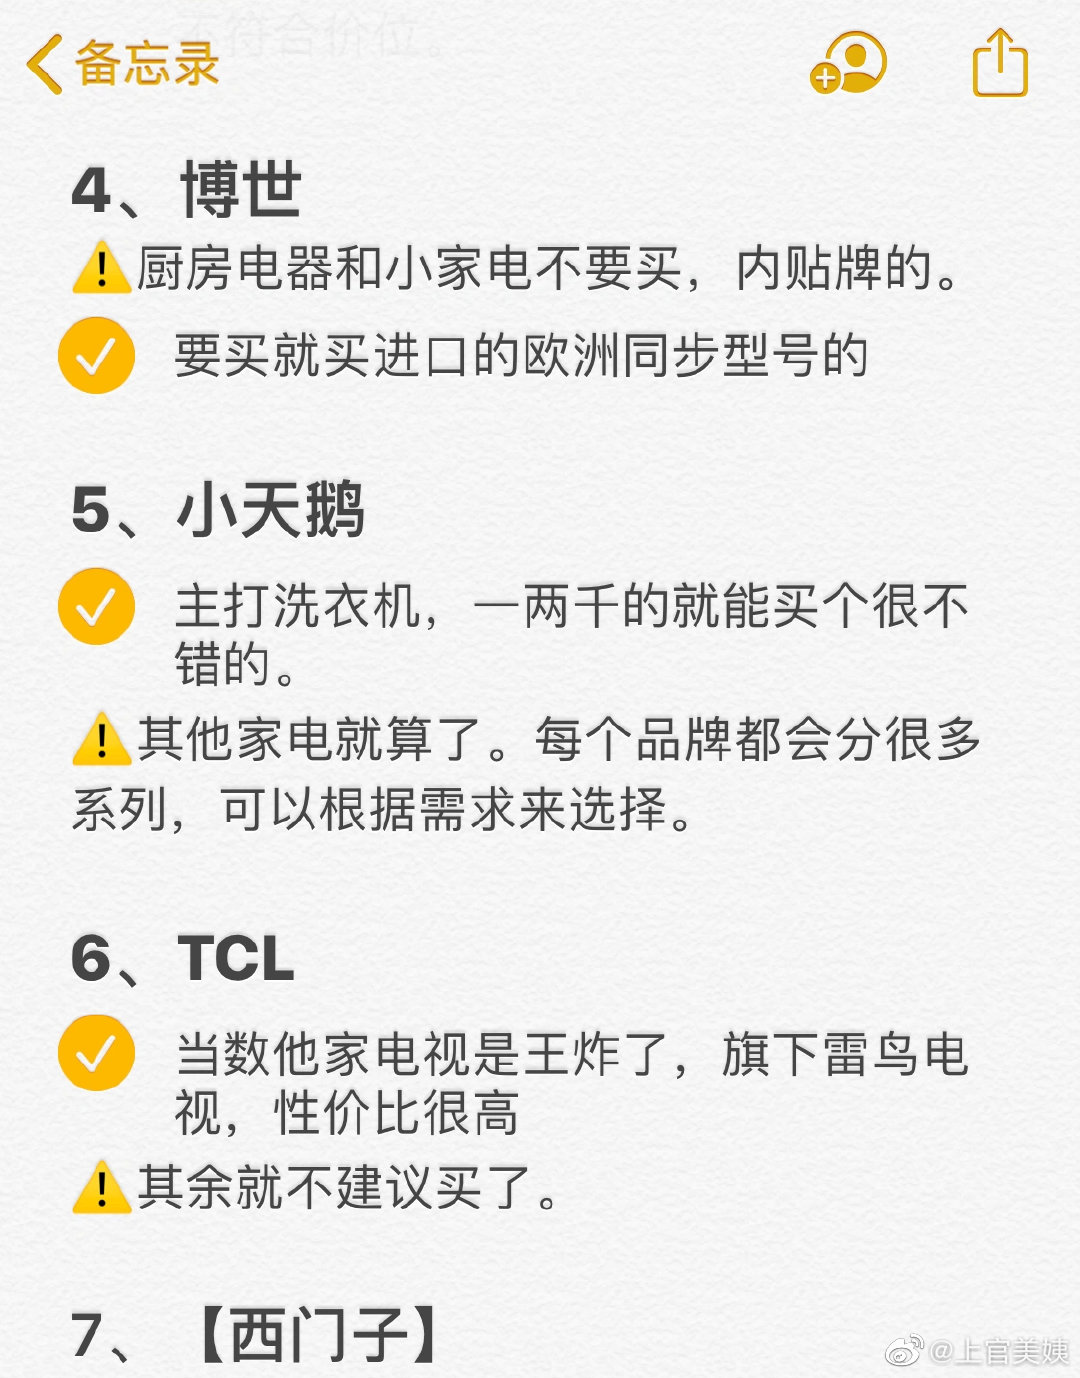 备忘录
4、博世
⚠️厨房电器和小家电不要买，内贴牌的。
要买就买进口的欧洲同步型号的
5、小天鹅
主打洗衣机，一两千的就能买个很不
错的。
⚠️其他家电就算了。每个品牌都会分很多
系列，可以根据需求来选择。
6、TCL
当数他家电视是王炸了，旗下雷鸟电
视，性价比很高
⚠️其余就不建议买了。
7、【西门子】
@上官美姨